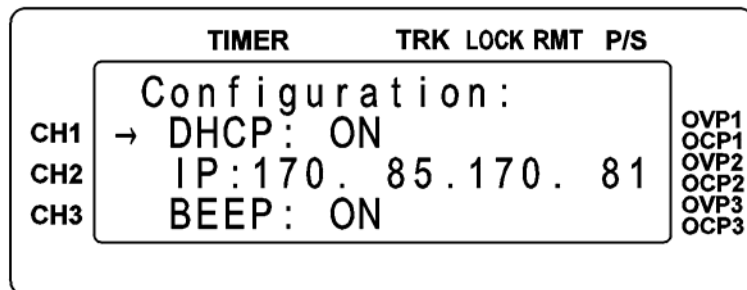 TIMER TRK LOCK RMT P/S
Configuration:
CH1 → DHCP: ON OVP1
OCP1
CH2 IP:170. 85.170. 81 OVP2
OCP2
CH3 BEEP: ON OVP3
OCP3